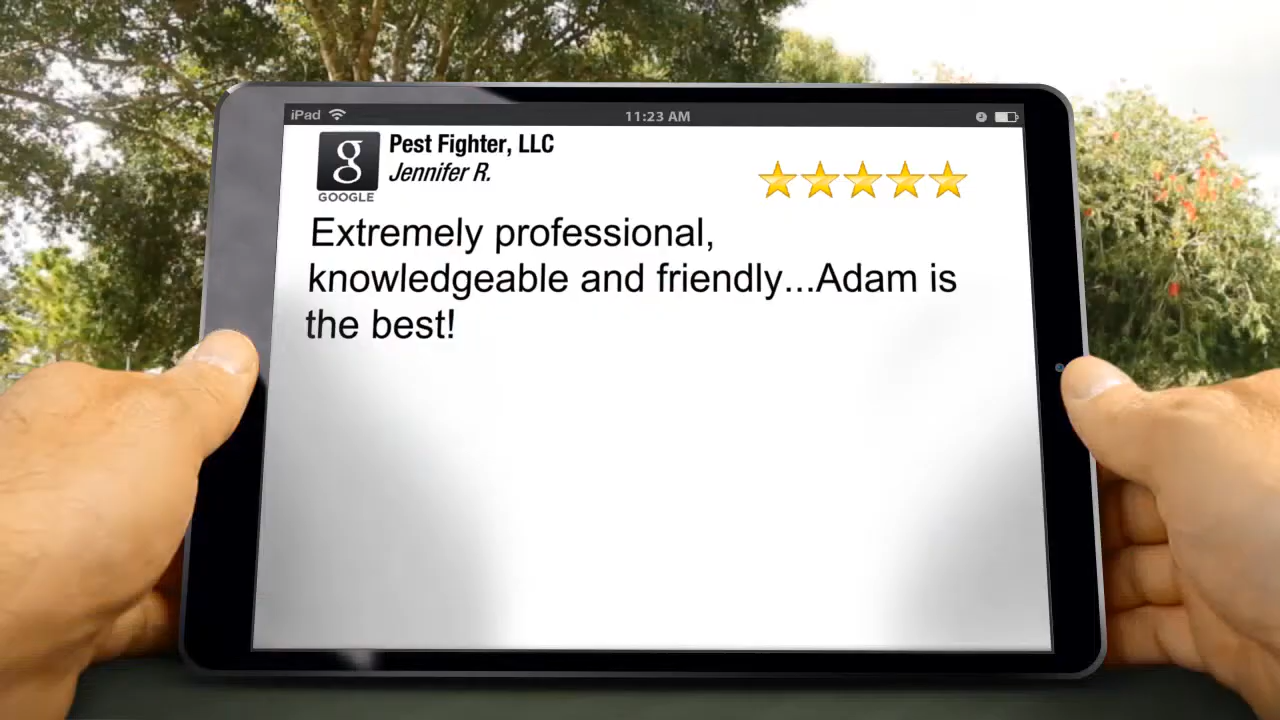 iPad
11:23 AM
g
GOOGLE
Pest Fighter, LLC
Jennifer R.
Extremely professional,
knowledgeable and friendly...Adam is
the best!